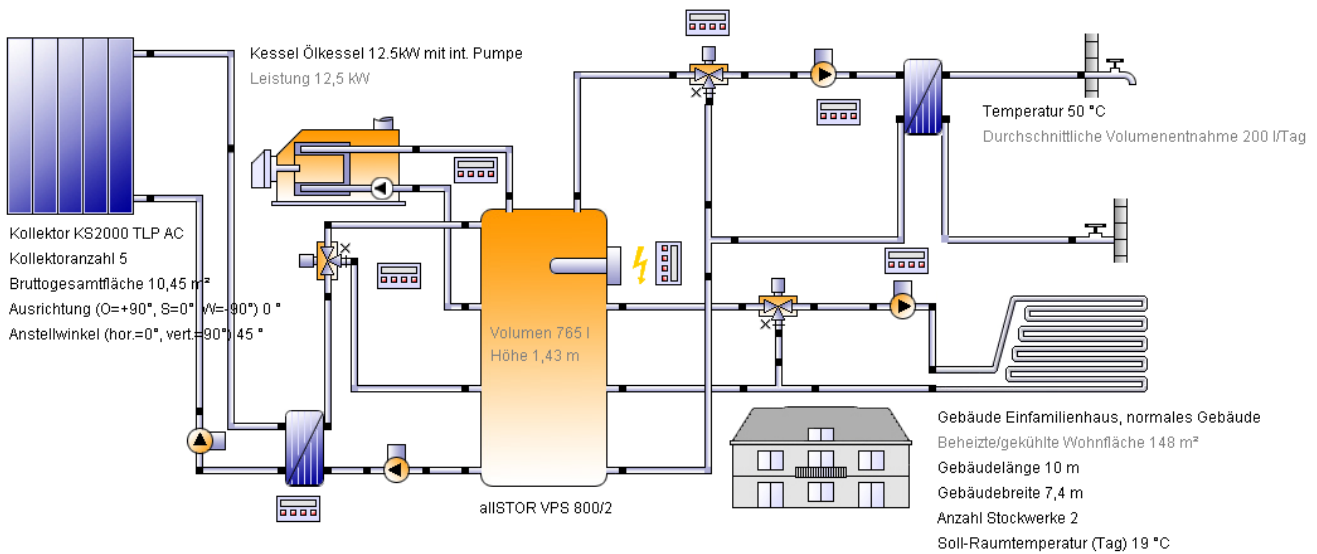 Kessel Ölkessel 12.5kW mit int. Pumpe
Leistung 12,5 kW
Temperatur 50 °C
Durchschnittliche Volumenentnahme 200 l/Tag
Kollektor KS2000 TLP AC
Kollektoranzahl 5
Bruttogesamtfläche 10,45 m²
Ausrichtung (O=+90°, S=0°, W=-90°) 0 °
Anstellwinkel (hor.=0°, vert.=90°) 45 °
Volumen 765 l
Höhe 1,43 m
allSTOR VPS 800/2
Gebäude Einfamilienhaus, normales Gebäude
Beheizte/gekühlte Wohnfläche 148 m²
Gebäudelänge 10 m
Gebäudebreite 7,4 m
Anzahl Stockwerke 2
Soll-Raumtemperatur (Tag) 19 °C